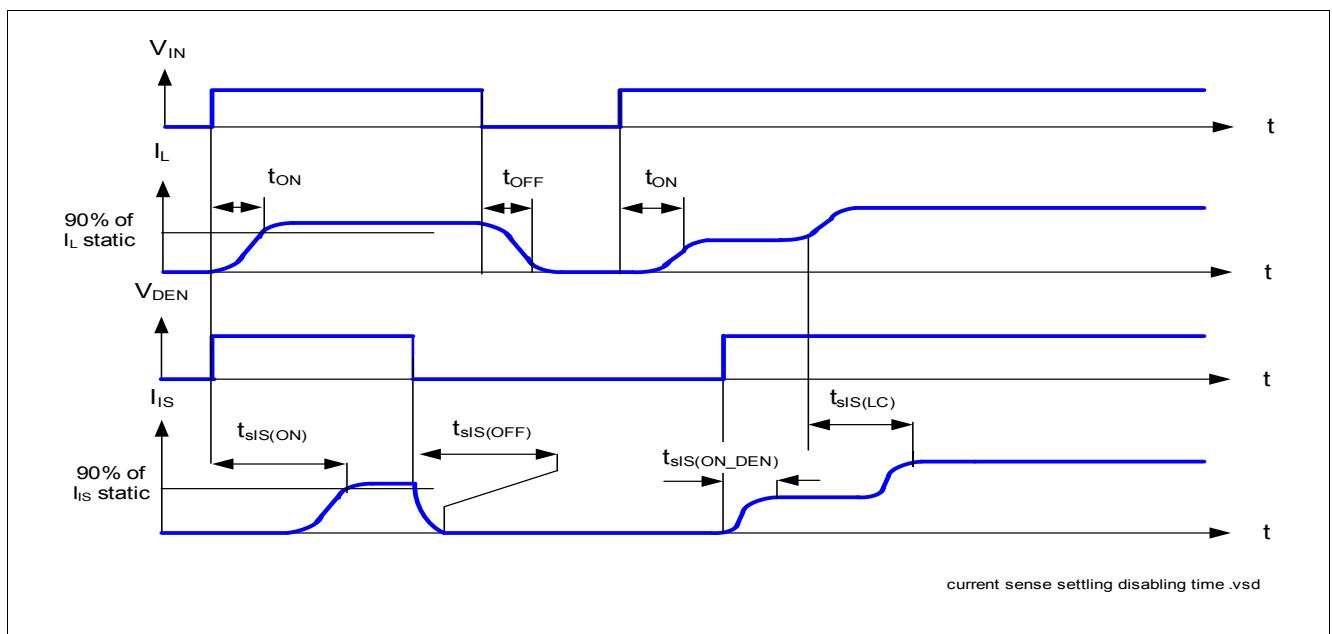 VIN
t
IL
tON
tOFF
tON
90% of
IL static
t
VDEN
t
IIS
tsIS(ON)
tsIS(OFF)
tsIS(LC)
tsIS(ON_DEN)
90% of
IIS static
t
current sense settling disabling time .vsd